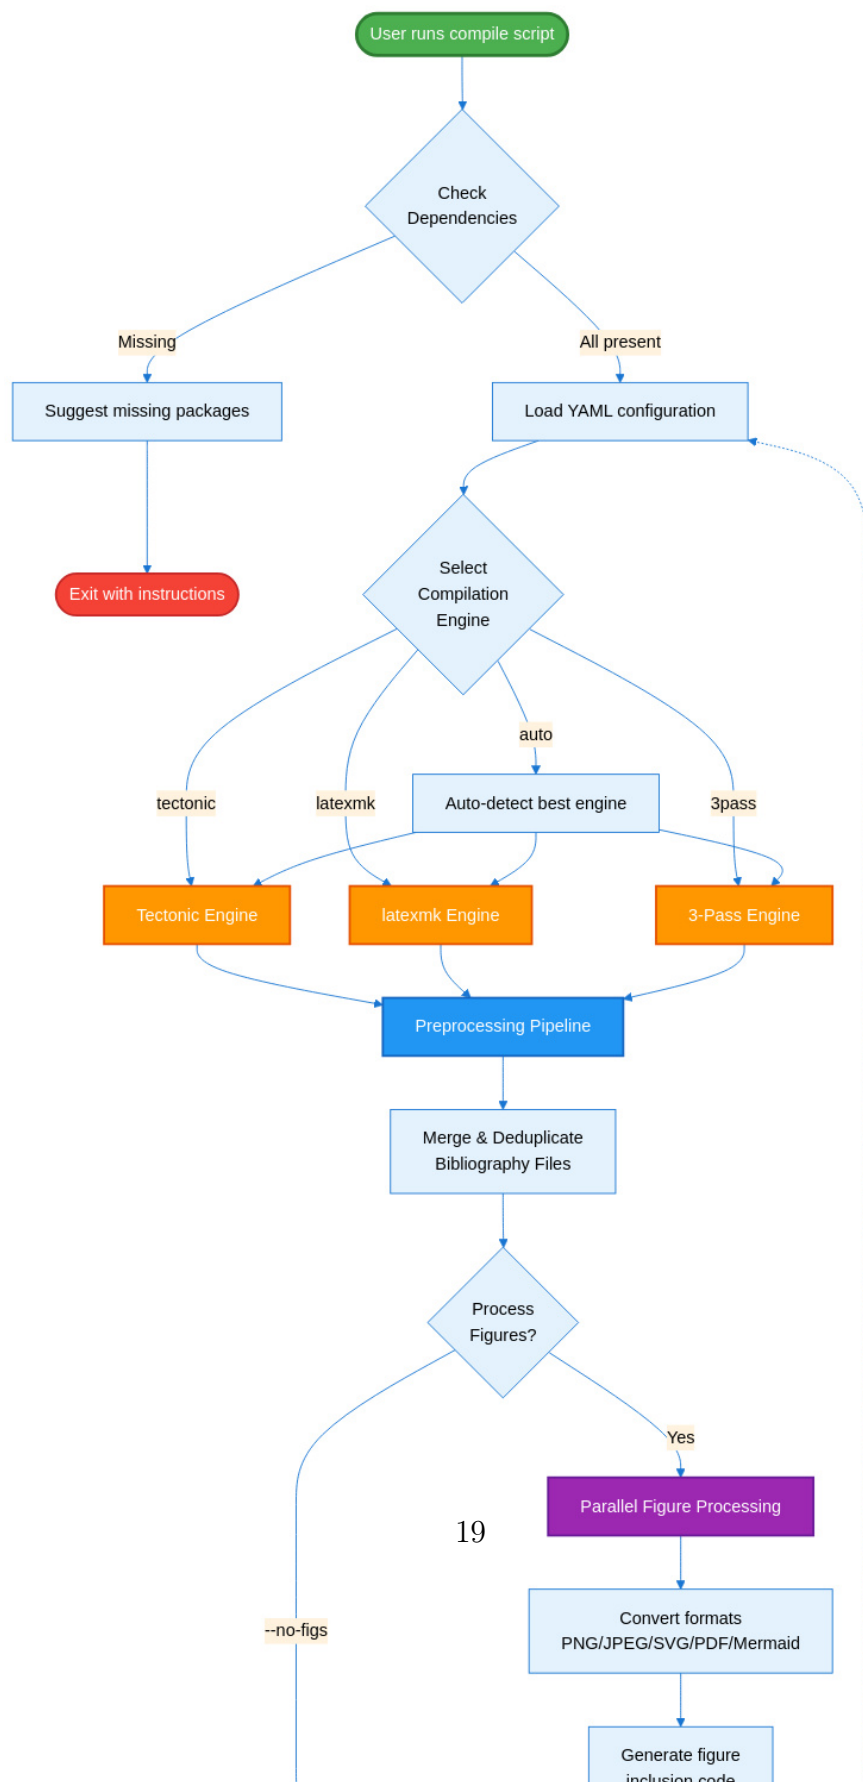 User runs compile script
Check
Dependencies
Missing
All present
Suggest missing packages
Load YAML configuration
Select
Compilation
Engine
Exit with instructions
auto
tectonic
latexmk
Auto-detect best engine
3pass
Tectonic Engine
latexmk Engine
3-Pass Engine
Preprocessing Pipeline
Merge & Deduplicate
Bibliography Files
Process
Figures?
Yes
Parallel Figure Processing
19
--no-figs
Convert formats
PNG/JPEG/SVG/PDF/Mermaid
Generate figure
inclusion code